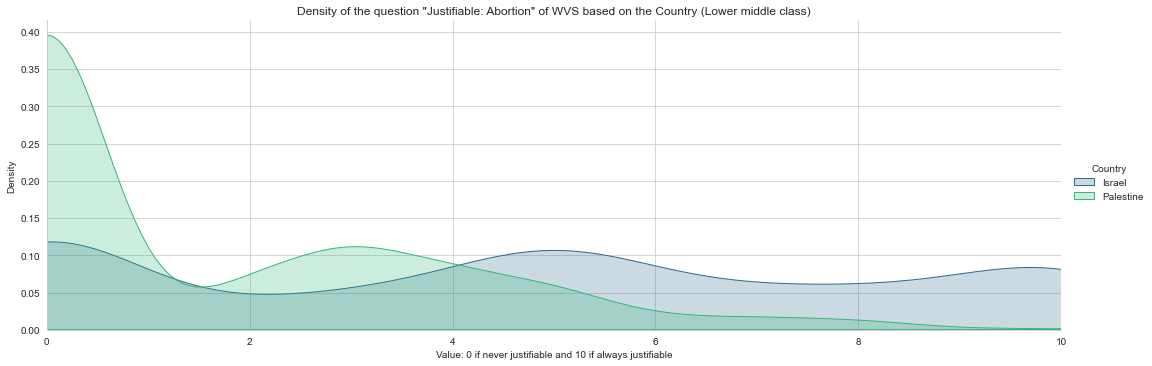 Density of the question "Justifiable: Abortion" of WVS based on the Country (Lower middle class)
0.40
0.35
0.30
0.25
0.20
0.15
0.10
0.05
0.00
Density
0 2 4 6 8 10
Value: 0 if never justifiable and 10 if always justifiable
Country
Israel
Palestine